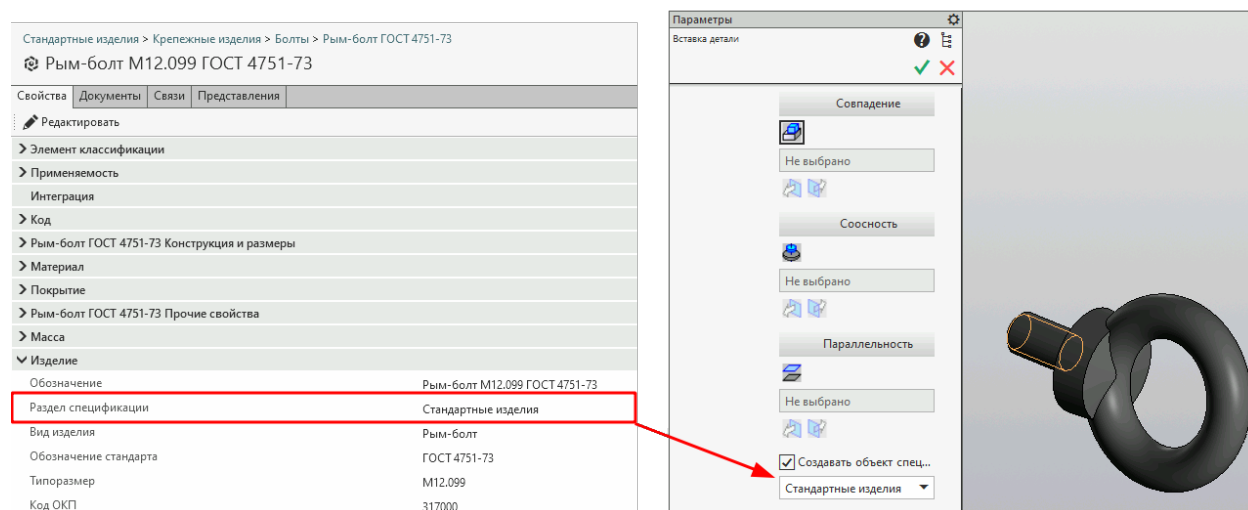 Стандартные изделия > Крепежные изделия > Болты > Рым-болт ГОСТ 4751-73
Рым-болт М12.099 ГОСТ 4751-73
Свойства Документы Связи Представления
Редактировать
Элемент классификации
Применяемость
Интеграция
Код
Рым-болт ГОСТ 4751-73 Конструкция и размеры
Материал
Покрытие
Рым-болт ГОСТ 4751-73 Прочие свойства
Масса
Изделие
Обозначение Рым-болт М12.099 ГОСТ 4751-73
Раздел спецификации Стандартные изделия
Вид изделия Рым-болт
Обозначение стандарта ГОСТ 4751-73
Типоразмер М12.099
Код ОКП 317000
Параметры
Вставка детали
Совпадение
Не выбрано
Соосность
Не выбрано
Параллельность
Не выбрано
Создавать объект спец...
Стандартные изделия